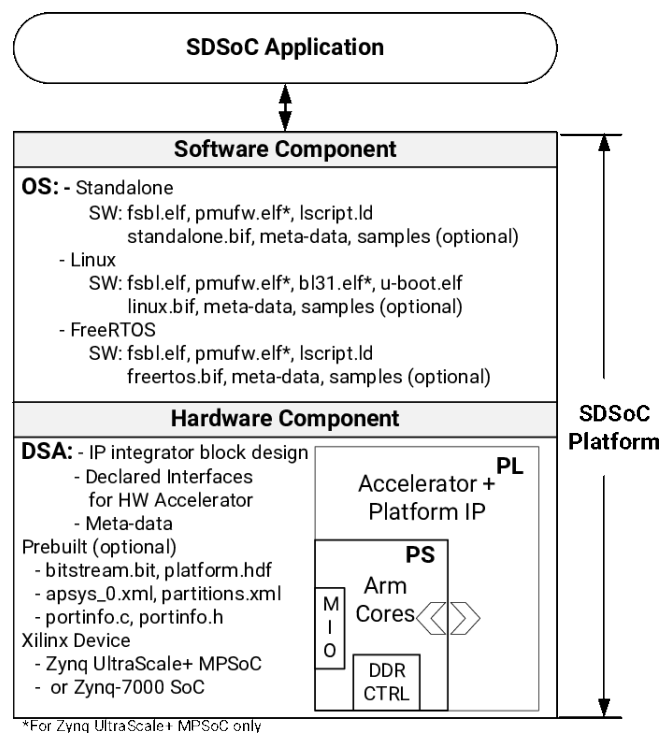 SDSoC Application
Software Component
OS: - Standalone
SW: fsbl.elf, pmufw.elf*, lscript.ld
standalone.bif, meta-data, samples (optional)
- Linux
SW: fsbl.elf, pmufw.elf*, bl31.elf*, u-boot.elf
linux.bif, meta-data, samples (optional)
- FreeRTOS
SW: fsbl.elf, pmufw.elf*, lscript.ld
freertos.bif, meta-data, samples (optional)
SDSoC
Platform
Hardware Component
DSA: - IP integrator block design
- Declared Interfaces
for HW Accelerator
- Meta-data
Prebuilt (optional)
- bitstream.bit, platform.hdf
- apsys_0.xml, partitions.xml
- portinfo.c, portinfo.h
Xilinx Device
- Zynq UltraScale+ MPSoC
- or Zynq-7000 SoC
PL
Accelerator +
Platform IP
PS
Arm
Cores
M
I
O
DDR
CTRL
*For Zynq UltraScale+ MPSoC only